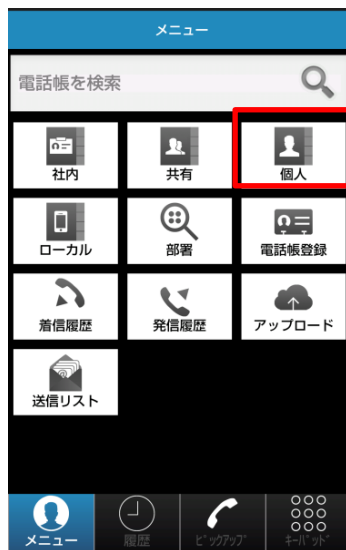 メニュー
電話帳を検索
社内
共有
個人
ローカル
部署
電話帳登録
着信履歴
発信履歴
アップロード
送信リスト
メニュー
履歴
ﾋﾟｯｸｱｯﾌﾟ
ｷｰﾊﾟｯﾄﾞ